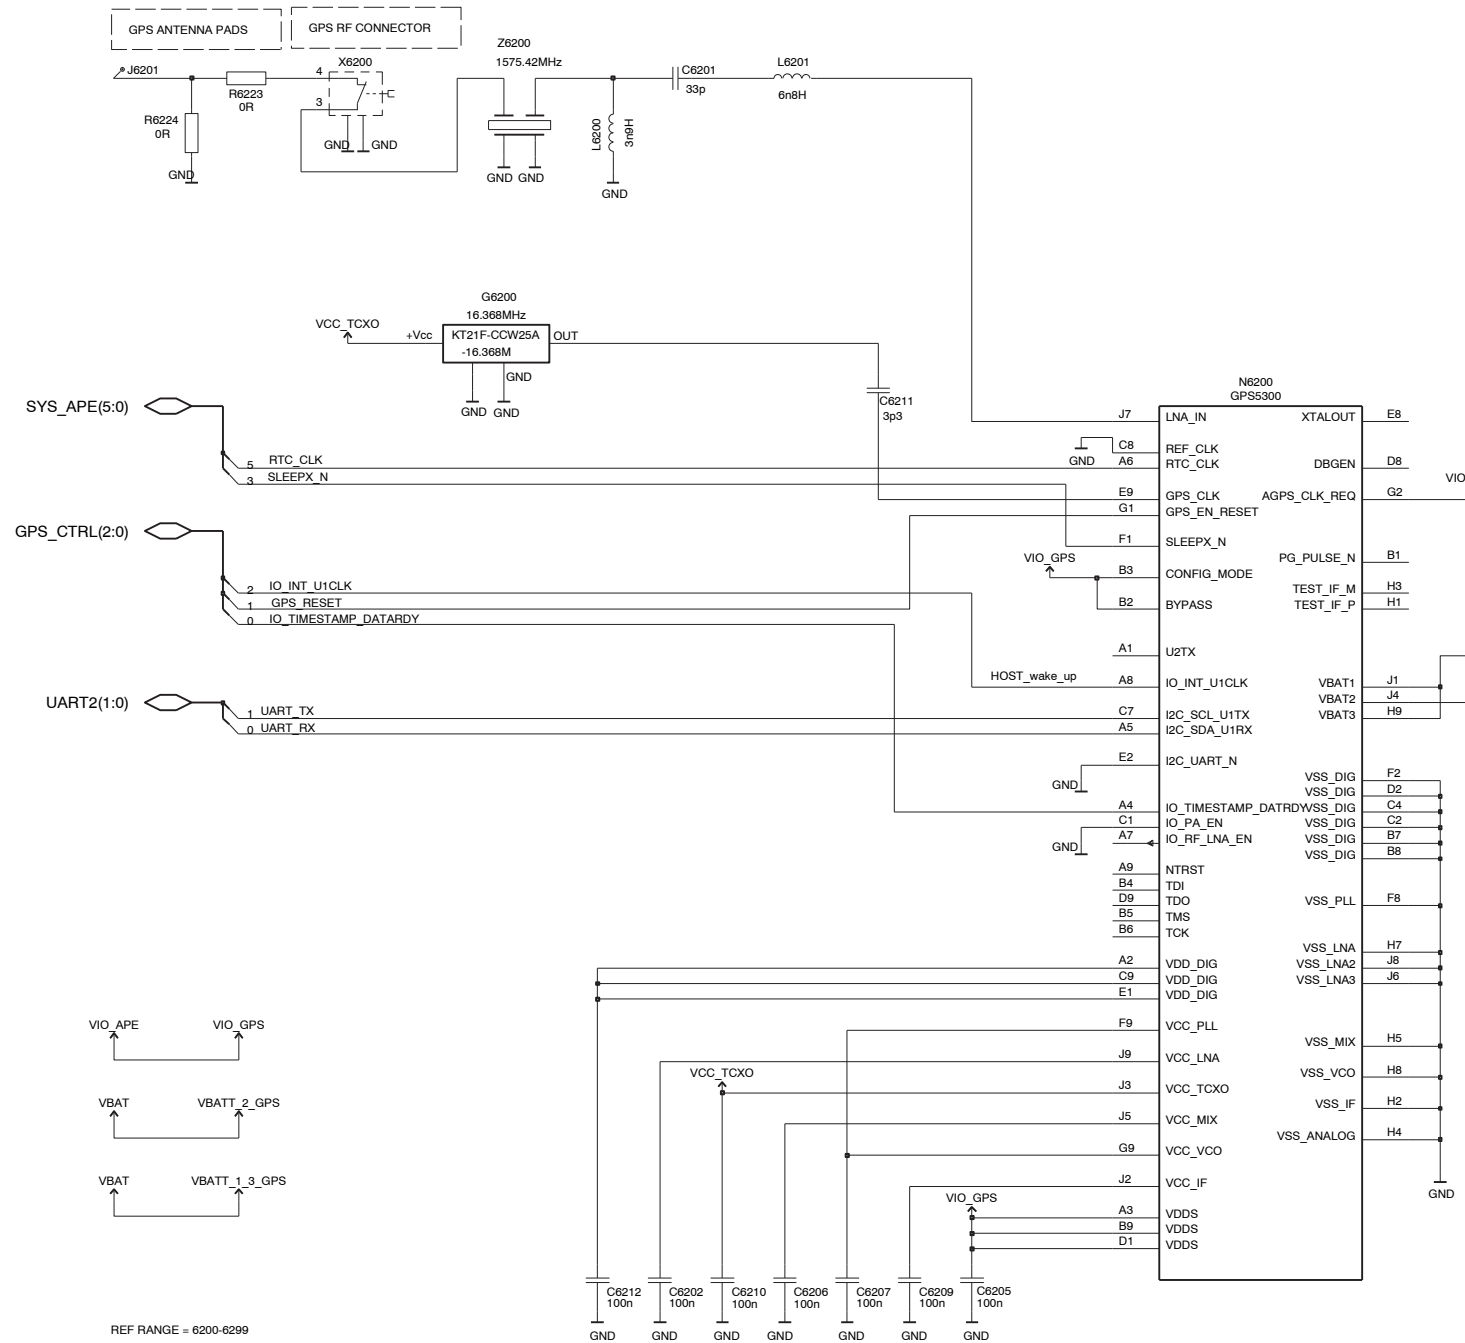 GPS ANTENNA PADS
GPS RF CONNECTOR
J6201
R6223
0R
R6224
0R
GND
X6200
4
3
GND
GND
Z6200
1575.42MHz
GND GND
L6200
3n9H
GND
C6201
33p
L6201
6n8H
G6200
16.368MHz
VCC_TCXO
+Vcc
KT21F-CCW25A
-16.368M
OUT
GND
GND GND
C6211
3p3
SYS_APE(5:0)
5 RTC_CLK
3 SLEEPX_N
GPS_CTRL(2:0)
2 IO_INT_U1CLK
1 GPS_RESET
0 IO_TIMESTAMP_DATARDY
UART2(1:0)
1 UART_TX
0 UART_RX
HOST_wake_up
N6200
GPS5300
J7 LNA_IN
GND
C8 REF_CLK
A6 RTC_CLK
E9 GPS_CLK
G1 GPS_EN_RESET
F1 SLEEPX_N
VIO_GPS
B3 CONFIG_MODE
B2 BYPASS
A1 U2TX
A8 IO_INT_U1CLK
C7 I2C_SCL_U1TX
A5 I2C_SDA_U1RX
E2 I2C_UART_N
GND
A4 IO_TIMESTAMP_DATRDY
C1 IO_PA_EN
GND
A7 IO_RF_LNA_EN
A9 NTRST
B4 TDI
D9 TDO
B5 TMS
B6 TCK
A2 VDD_DIG
C9 VDD_DIG
E1 VDD_DIG
F9 VCC_PLL
J9 VCC_LNA
VCC_TCXO
J3 VCC_TCXO
J5 VCC_MIX
G9 VCC_VCO
J2 VCC_IF
VIO_GPS
A3 VDDS
B9 VDDS
D1 VDDS
XTALOUT E8
DBGEN D8
VIO
AGPS_CLK_REQ G2
PG_PULSE_N B1
TEST_IF_M H3
TEST_IF_P H1
VBAT1 J1
VBAT2 J4
VBAT3 H9
VSS_DIG F2
VSS_DIG D2
VSS_DIG C4
VSS_DIG C2
VSS_DIG B7
VSS_DIG B8
VSS_PLL F8
VSS_LNA H7
VSS_LNA2 J8
VSS_LNA3 J6
VSS_MIX H5
VSS_VCO H8
VSS_IF H2
VSS_ANALOG H4
GND
VIO_APE VIO_GPS
VBAT VBATT_2_GPS
VBAT VBATT_1_3_GPS
C6212
100n
GND
C6202
100n
GND
C6210
100n
GND
C6206
100n
GND
C6207
100n
GND
C6209
100n
GND
C6205
100n
GND
REF RANGE = 6200-6299